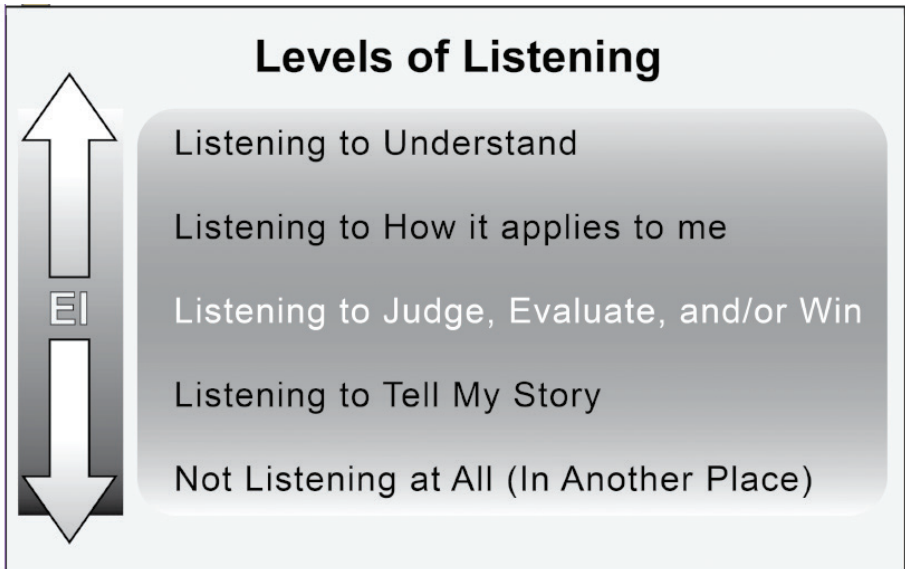 Levels of Listening
Listening to Understand
Listening to How it applies to me
EI
Listening to Judge, Evaluate, and/or Win
Listening to Tell My Story
Not Listening at All (In Another Place)